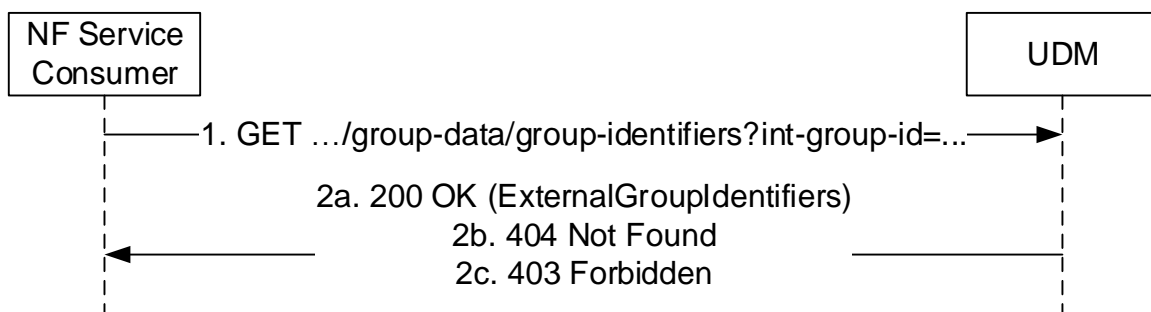 NF Service
Consumer
UDM
1. GET …/group-data/group-identifiers?int-group-id=...
2a. 200 OK (ExternalGroupIdentifiers)
2b. 404 Not Found
2c. 403 Forbidden